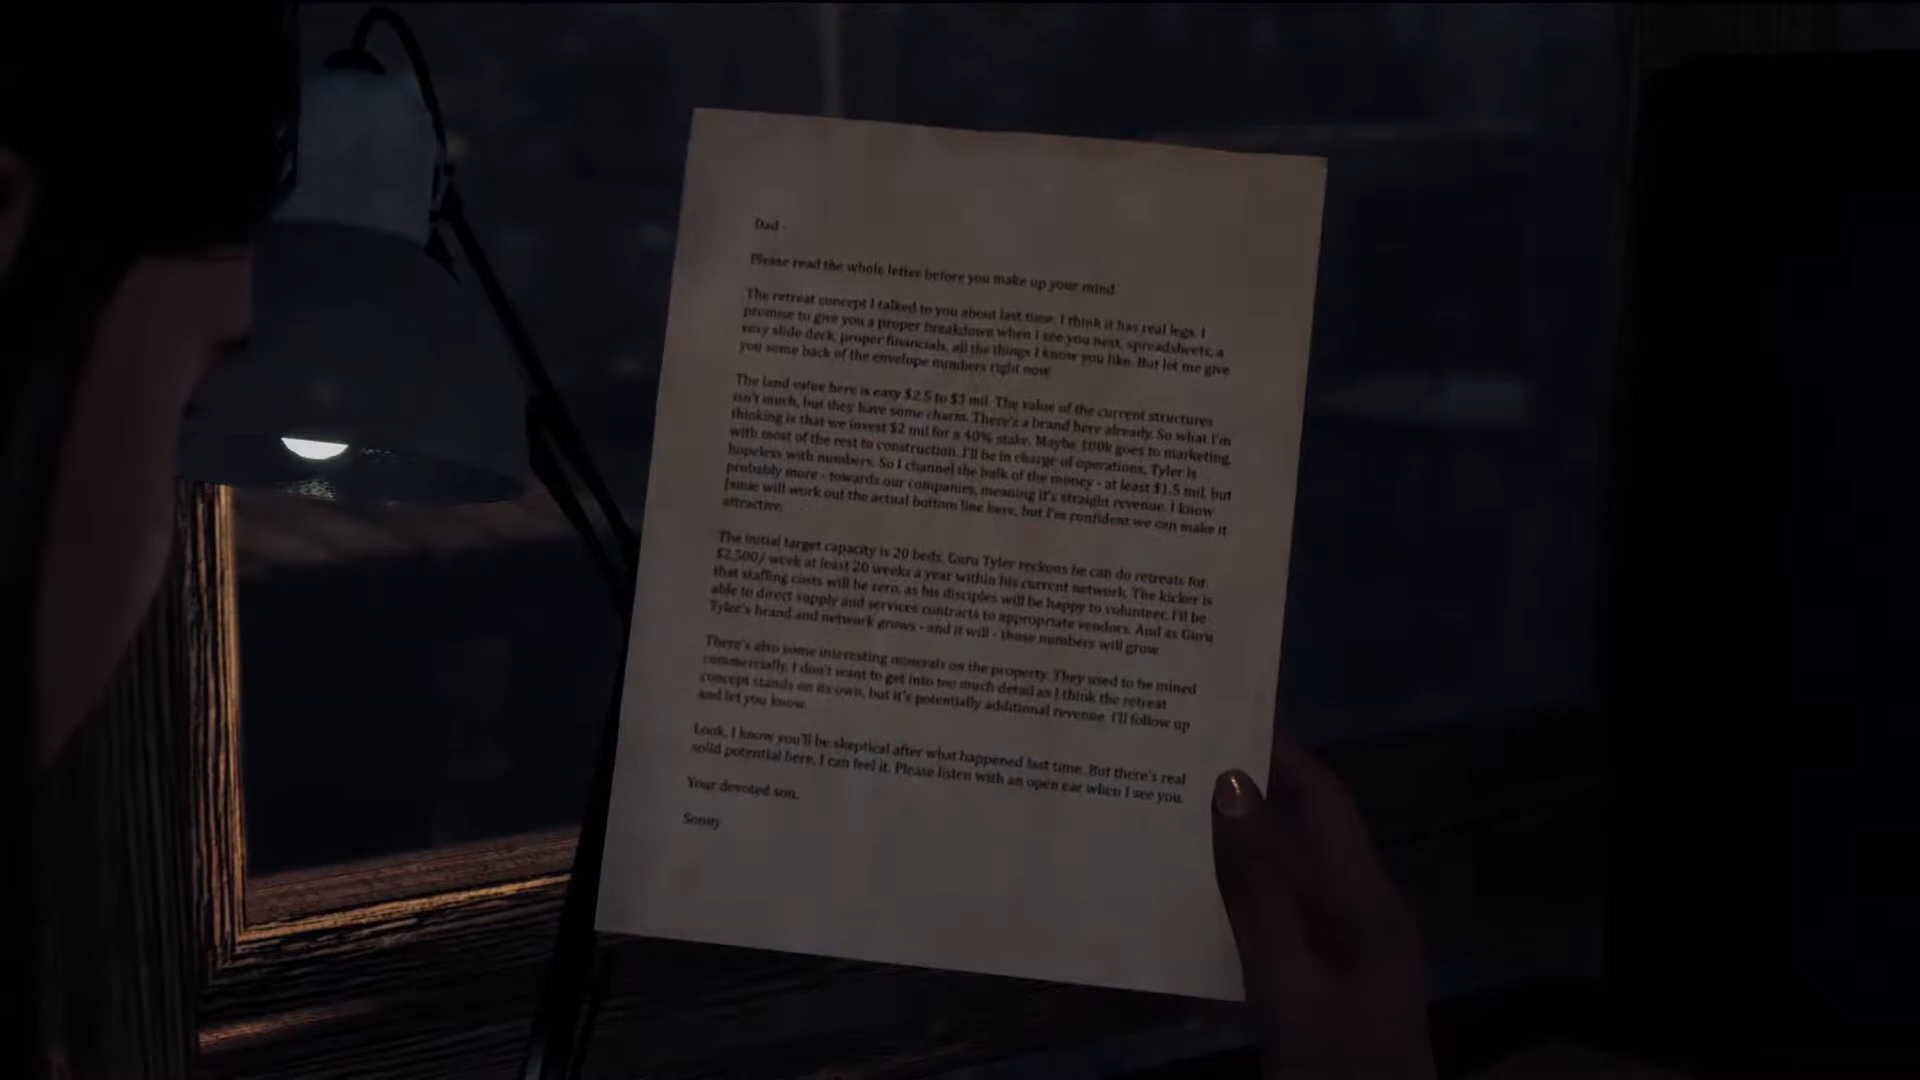 Dad -
Please read the whole letter before you make up your mind.
The retreat concept I talked to you about last time, I think it has real legs. I
promise to give you a proper breakdown when I see you next, spreadsheets, a
sexy slide deck, proper financials, all the things I know you like. But let me give
you some back of the envelope numbers right now.
The land value here is easy $2.5 to $3 mil. The value of the current structures
isn't much, but they have some charm. There's a brand here already. So what I'm
thinking is that we invest $2 mil for a 40% stake. Maybe 100k goes to marketing,
with most of the rest to construction. I'll be in charge of operations, Tyler is
hopeless with numbers. So I channel the bulk of the money - at least $1.5 mil, but
probably more - towards our companies, meaning it's straight revenue. I know
Jamie will work out the actual bottom line here, but I'm confident we can make it
attractive.
The initial target capacity is 20 beds. Guru Tyler reckons he can do retreats for
$2,500/ week at least 20 weeks a year within his current network. The kicker is
that staffing costs will be zero, as his disciples will be happy to volunteer. I'll be
able to direct supply and services contracts to appropriate vendors. And as Guru
Tyler's brand and network grows - and it will - those numbers will grow.
There's also some interesting minerals on the property. They used to be mined
commercially. I don't want to get into too much detail as I think the retreat
concept stands on its own, but it's potentially additional revenue. I'll follow up
and let you know.
Look, I know you'll be skeptical after what happened last time. But there's real
solid potential here, I can feel it. Please listen with an open ear when I see you.
Your devoted son,
Sonny